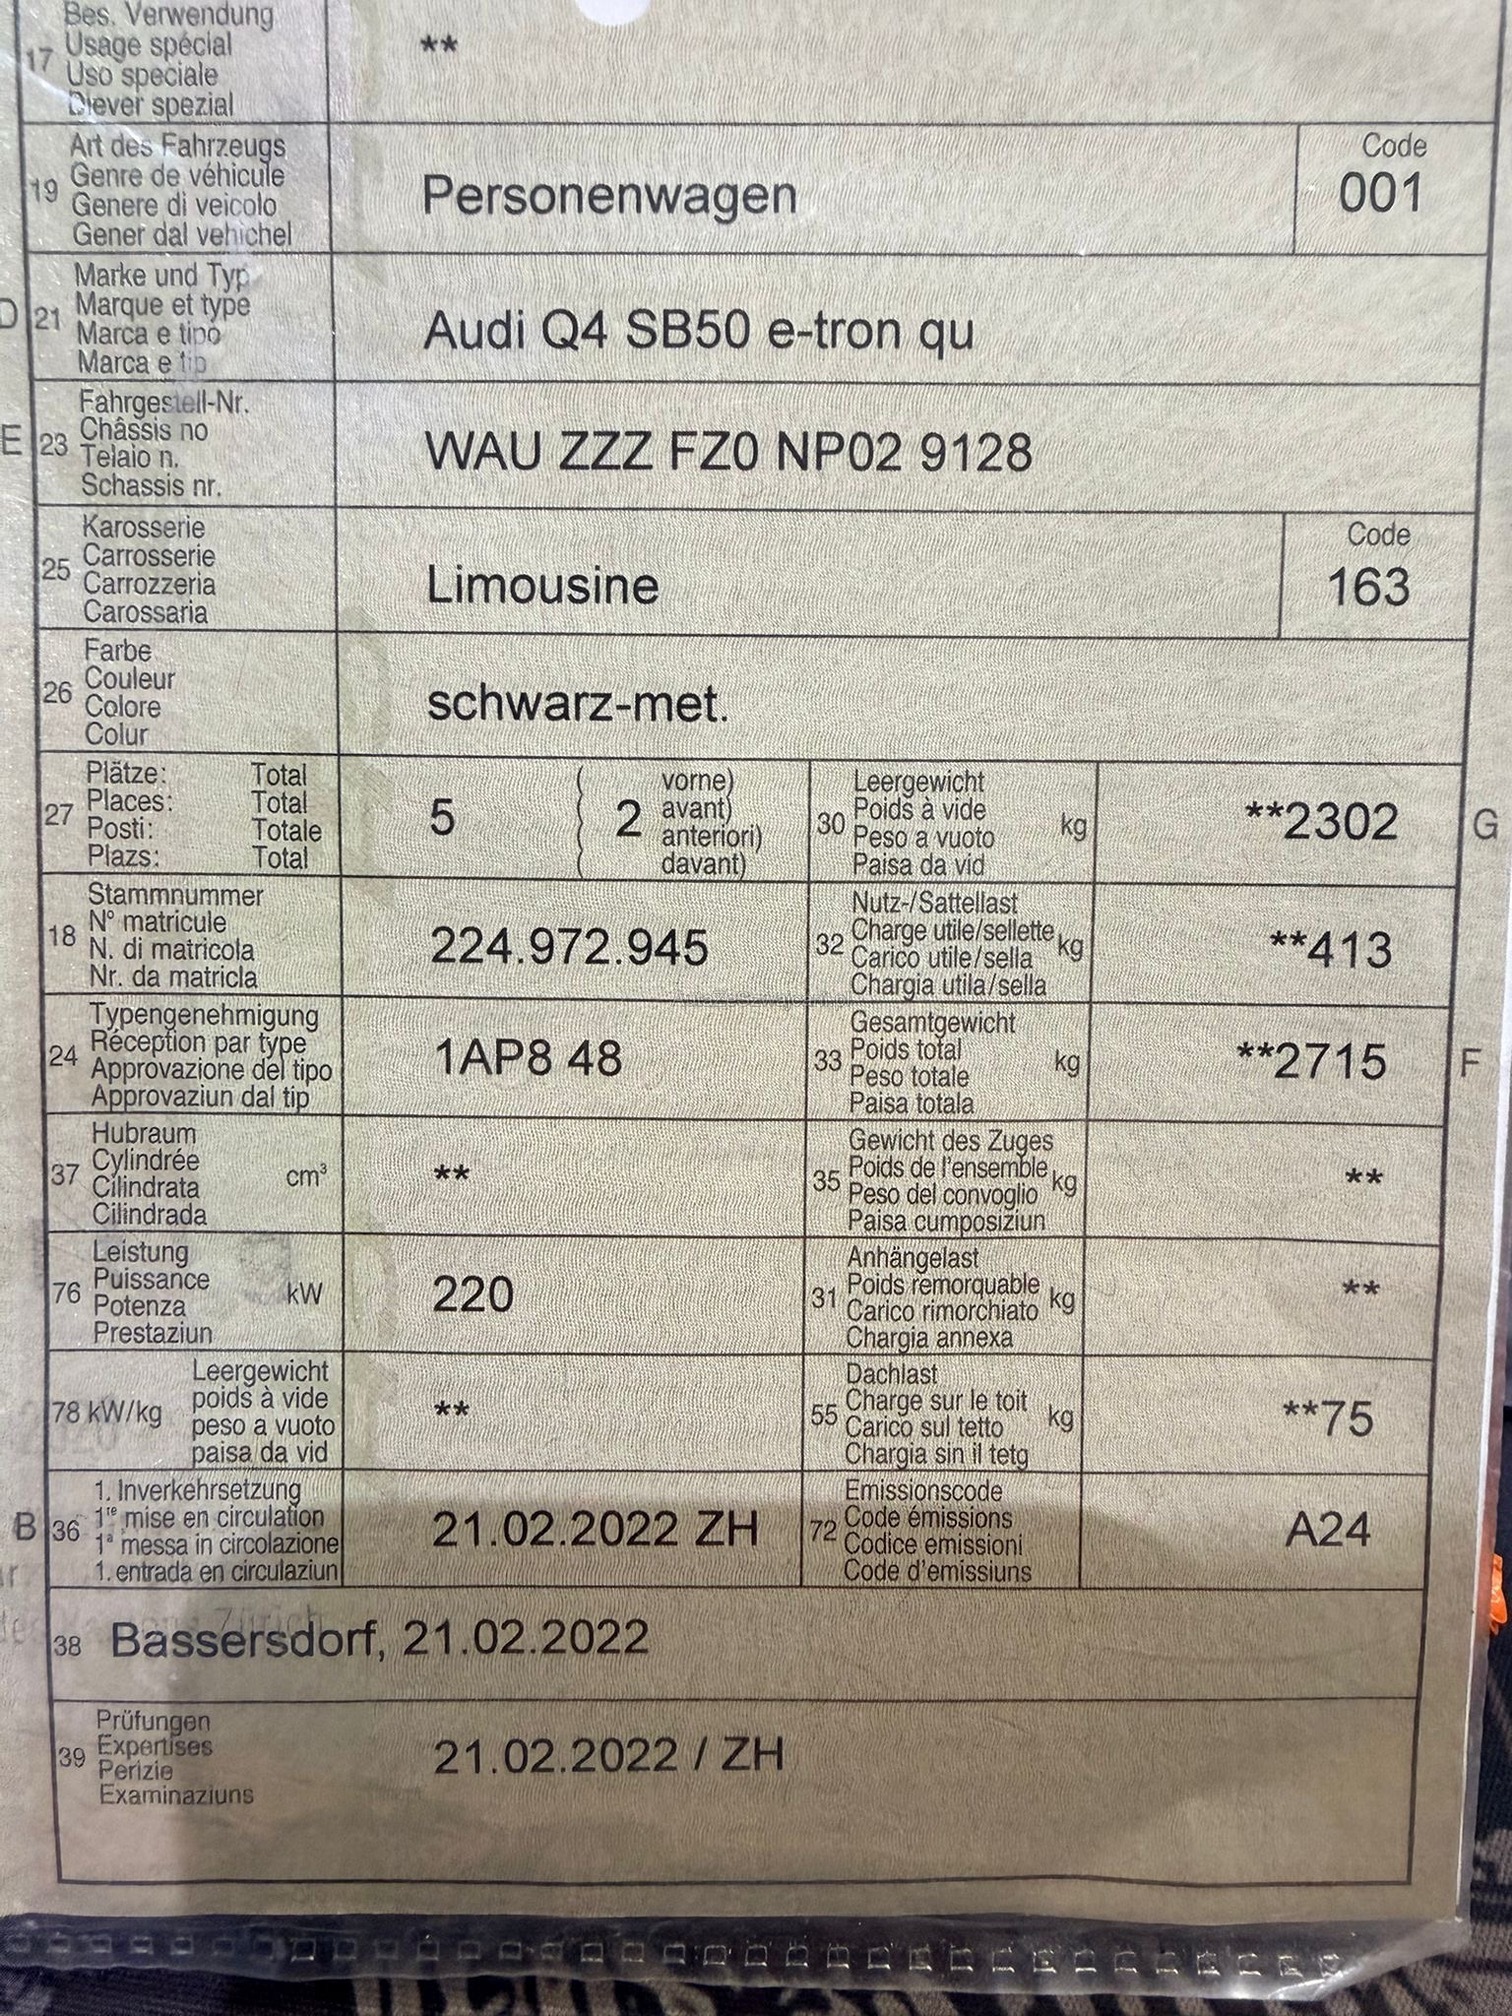 Bes. Verwendung
17 Usage spécial **
Uso speciale
Diever spezial
Art des Fahrzeugs Code
19 Genre de véhicule Personenwagen 001
Genere di veicolo
Gener dal vehichel
Marke und Typ
D 21 Marque et type Audi Q4 SB50 e-tron qu
Marca e tipo
Marca e tip
Fahrgestell-Nr.
E 23 Châssis no WAU ZZZ FZ0 NP02 9128
Telaio n.
Schassis nr.
Karosserie Code
25 Carrosserie Limousine 163
Carrozzeria
Carossaria
Farbe
26 Couleur schwarz-met.
Colore
Colur
Plätze: Total vorne) Leergewicht
27 Places: Total 5 ( 2 avant) 30 Poids à vide kg **2302 G
Posti: Totale anteriori) Peso a vuoto
Plazs: Total davant) Paisa da vid
Stammnummer Nutz-/Sattellast
18 N° matricule 224.972.945 32 Charge utile/sellette kg **413
N. di matricola Carico utile/sella
Nr. da matricla Chargia utila/sella
Typengenehmigung Gesamtgewicht
24 Réception par type 1AP8 48 33 Poids total kg **2715 F
Approvazione del tipo Peso totale
Approvaziun dal tip Paisa totala
Hubraum Gewicht des Zuges
37 Cylindrée cm³ ** 35 Poids de l'ensemble kg **
Cilindrata Peso del convoglio
Cilindrada Paisa cumposiziun
Leistung Anhängelast
76 Puissance kW 220 31 Poids remorquable kg **
Potenza Carico rimorchiato
Prestaziun Chargia annexa
Leergewicht Dachlast
78 kW/kg poids à vide ** 55 Charge sur le toit kg **75
peso a vuoto Carico sul tetto
paisa da vid Chargia sin il tetg
1. Inverkehrsetzung Emissionscode
B 36 1re mise en circulation 21.02.2022 ZH 72 Code émissions A24
1a messa in circolazione Codice emissioni
1. entrada en circulaziun Code d'emissiuns
38 Bassersdorf, 21.02.2022
Prüfungen
39 Expertises 21.02.2022 / ZH
Perizie
Examinaziuns